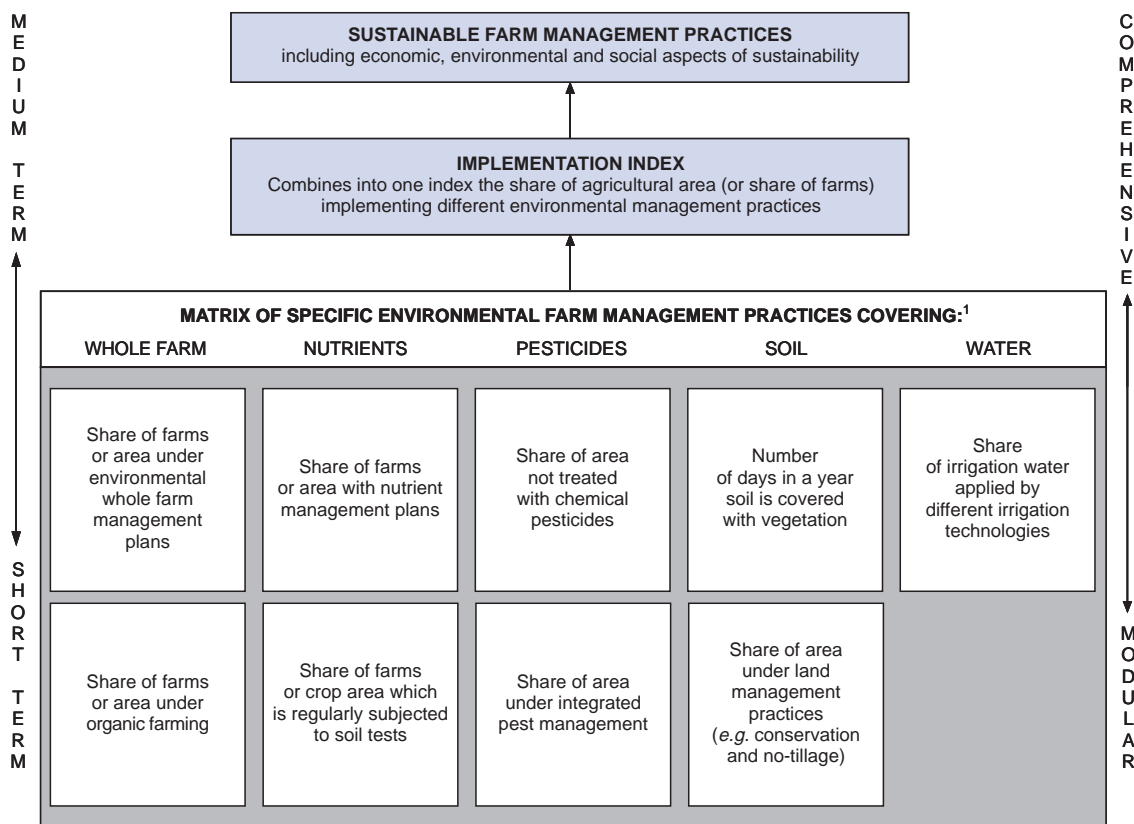 SUSTAINABLE FARM MANAGEMENT PRACTICES
including economic, environmental and social aspects of sustainability
IMPLEMENTATION INDEX
Combines into one index the share of agricultural area (or share of farms)
implementing different environmental management practices
MEDIUM TERM
SHORT TERM
COMPREHENSIVE
MODULAR
MATRIX OF SPECIFIC ENVIRONMENTAL FARM MANAGEMENT PRACTICES COVERING:1
WHOLE FARM
NUTRIENTS
PESTICIDES
SOIL
WATER
Share of farms
or area under
environmental
whole farm
management
plans
Share of farms
or area with nutrient
management plans
Share of area
not treated
with chemical
pesticides
Number
of days in a year
soil is covered
with vegetation
Share
of irrigation water
applied by
different irrigation
technologies
Share of farms
or area under
organic farming
Share of farms
or crop area which
is regularly subjected
to soil tests
Share of area
under integrated
pest management
Share of area
under land
management
practices
(e.g. conservation
and no-tillage)